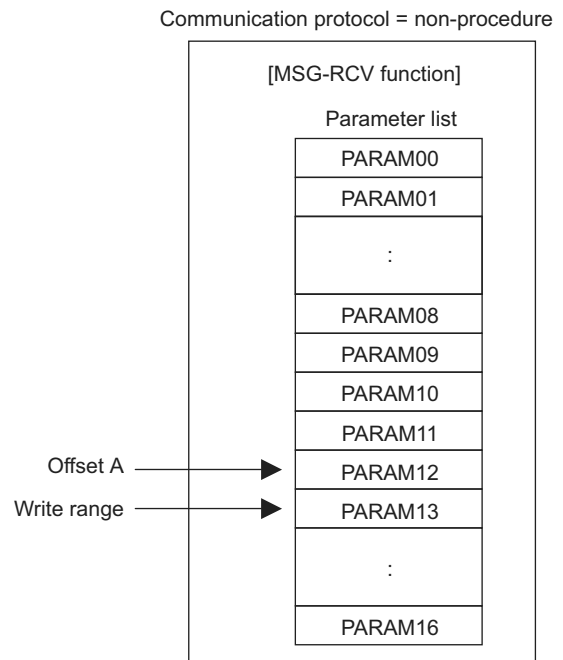 Communication protocol = non-procedure
[MSG-RCV function]
Parameter list
PARAM00
PARAM01
:
PARAM08
PARAM09
PARAM10
PARAM11
Offset A PARAM12
Write range PARAM13
:
PARAM16